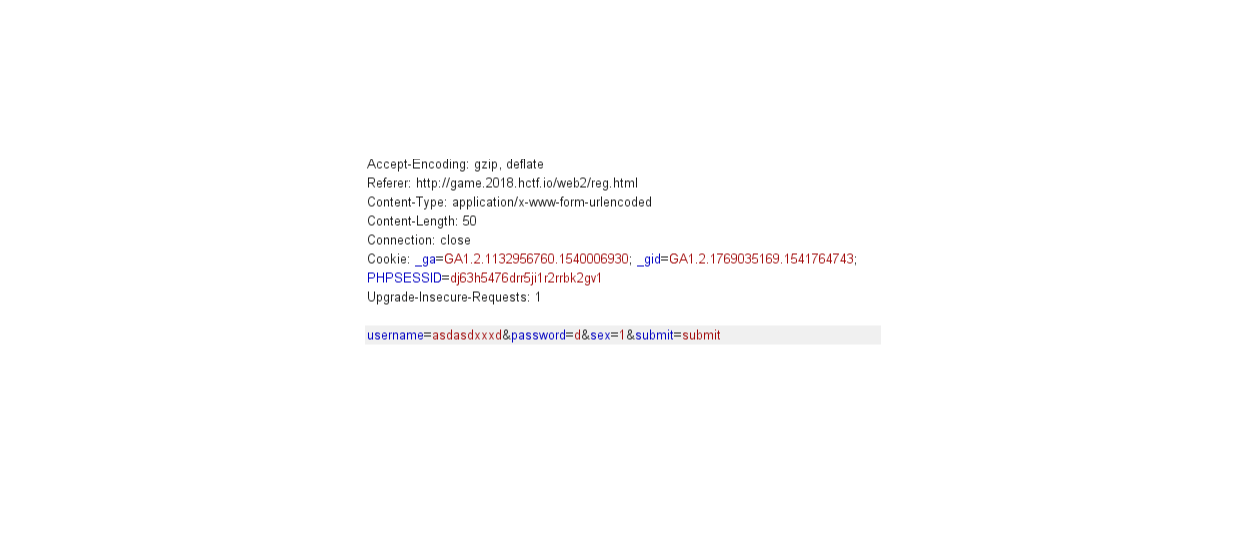 Accept-Encoding: gzip, deflate
Referer: http://game.2018.hctf.io/web2/reg.html
Content-Type: application/x-www-form-urlencoded
Content-Length: 50
Connection: close
Cookie: _ga=GA1.2.1132956760.1540006930; _gid=GA1.2.1769035169.1541764743;
PHPSESSID=dj63h5476drr5ji1r2rrbk2gv1
Upgrade-Insecure-Requests: 1
username=asdasdxxxd&password=d&sex=1&submit=submit